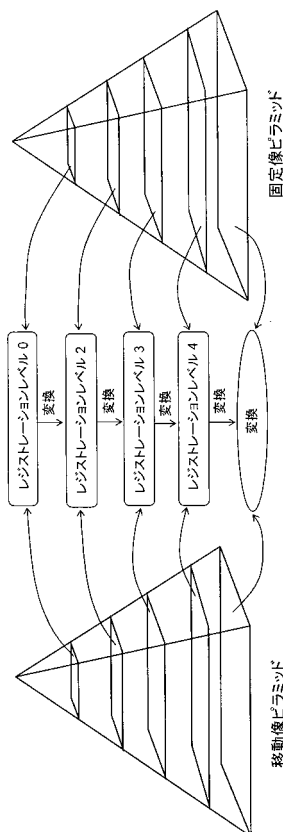 レジストレーションレベル 0
変換
レジストレーションレベル 2
変換
レジストレーションレベル 3
変換
レジストレーションレベル 4
変換
変換
移動像ピラミッド
固定像ピラミッド